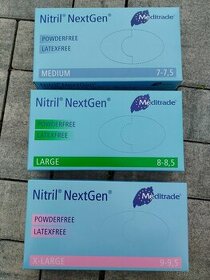 Nitril® NextGen®
Meditrade®
POWDERFREE
LATEXFREE
MEDIUM 7-7,5
Nitril® NextGen®
Meditrade®
POWDERFREE
LATEXFREE
LARGE 8-8,5
Nitril® NextGen®
Meditrade®
POWDERFREE
LATEXFREE
X-LARGE 9-9,5